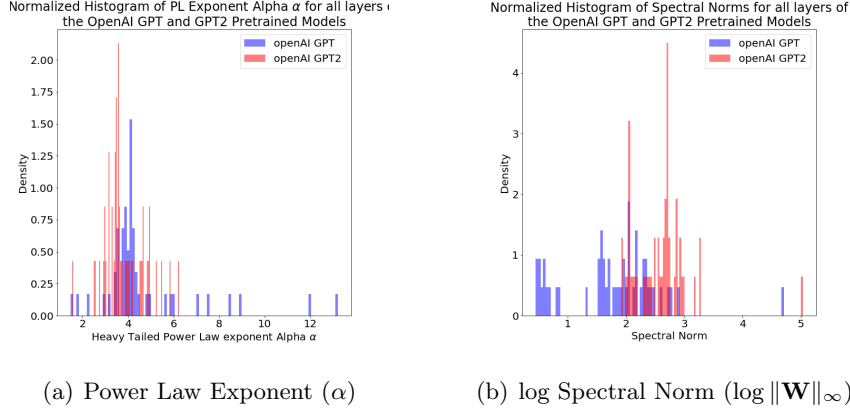 Normalized Histogram of PL Exponent Alpha α for all layers
the OpenAI GPT and GPT2 Pretrained Models
openAI GPT
openAI GPT2
Density
2.00
1.75
1.50
1.25
1.00
0.75
0.50
0.25
0.00
2 4 6 8 10 12
Heavy Tailed Power Law exponent Alpha α
(a) Power Law Exponent (α)
Normalized Histogram of Spectral Norms for all layers of
the OpenAI GPT and GPT2 Pretrained Models
openAI GPT
openAI GPT2
Density
4
3
2
1
0
1 2 3 4 5
Spectral Norm
(b) log Spectral Norm (log ‖W‖∞)